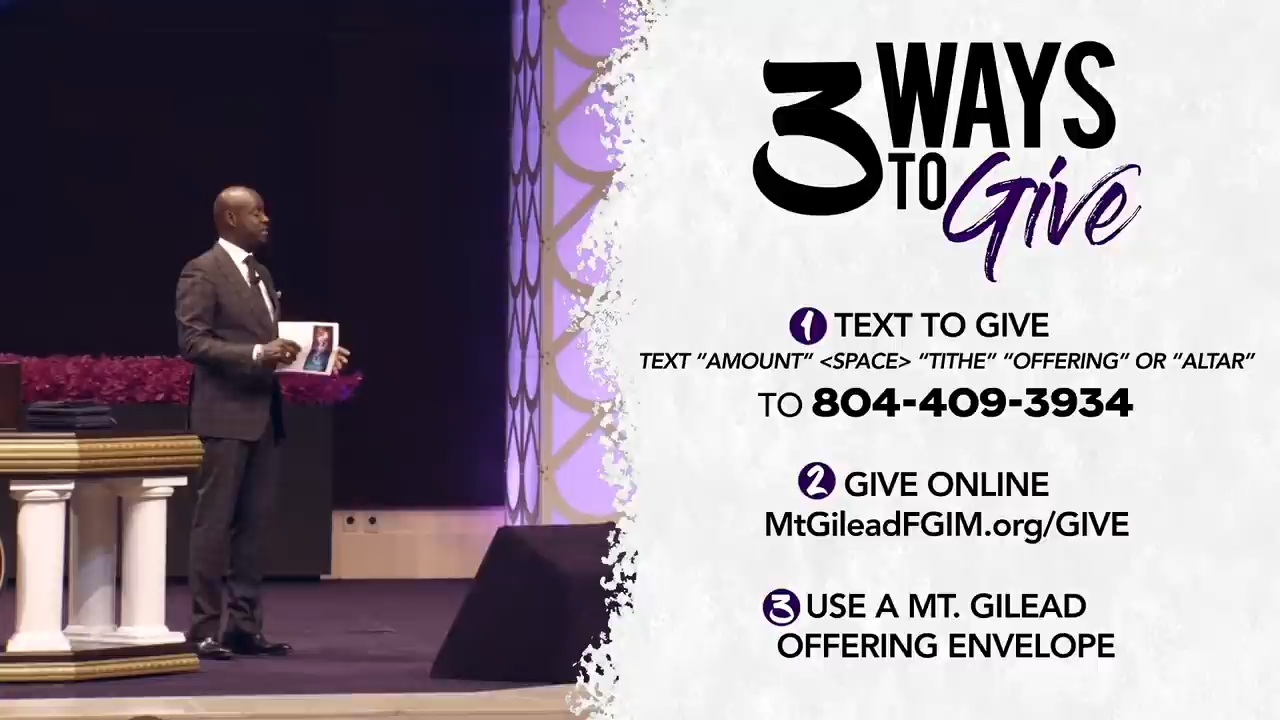 3 WAYS
TO Give
1 TEXT TO GIVE
TEXT “AMOUNT” <SPACE> “TITHE” “OFFERING” OR “ALTAR”
TO 804-409-3934
2 GIVE ONLINE
MtGileadFGIM.org/GIVE
3 USE A MT. GILEAD
OFFERING ENVELOPE